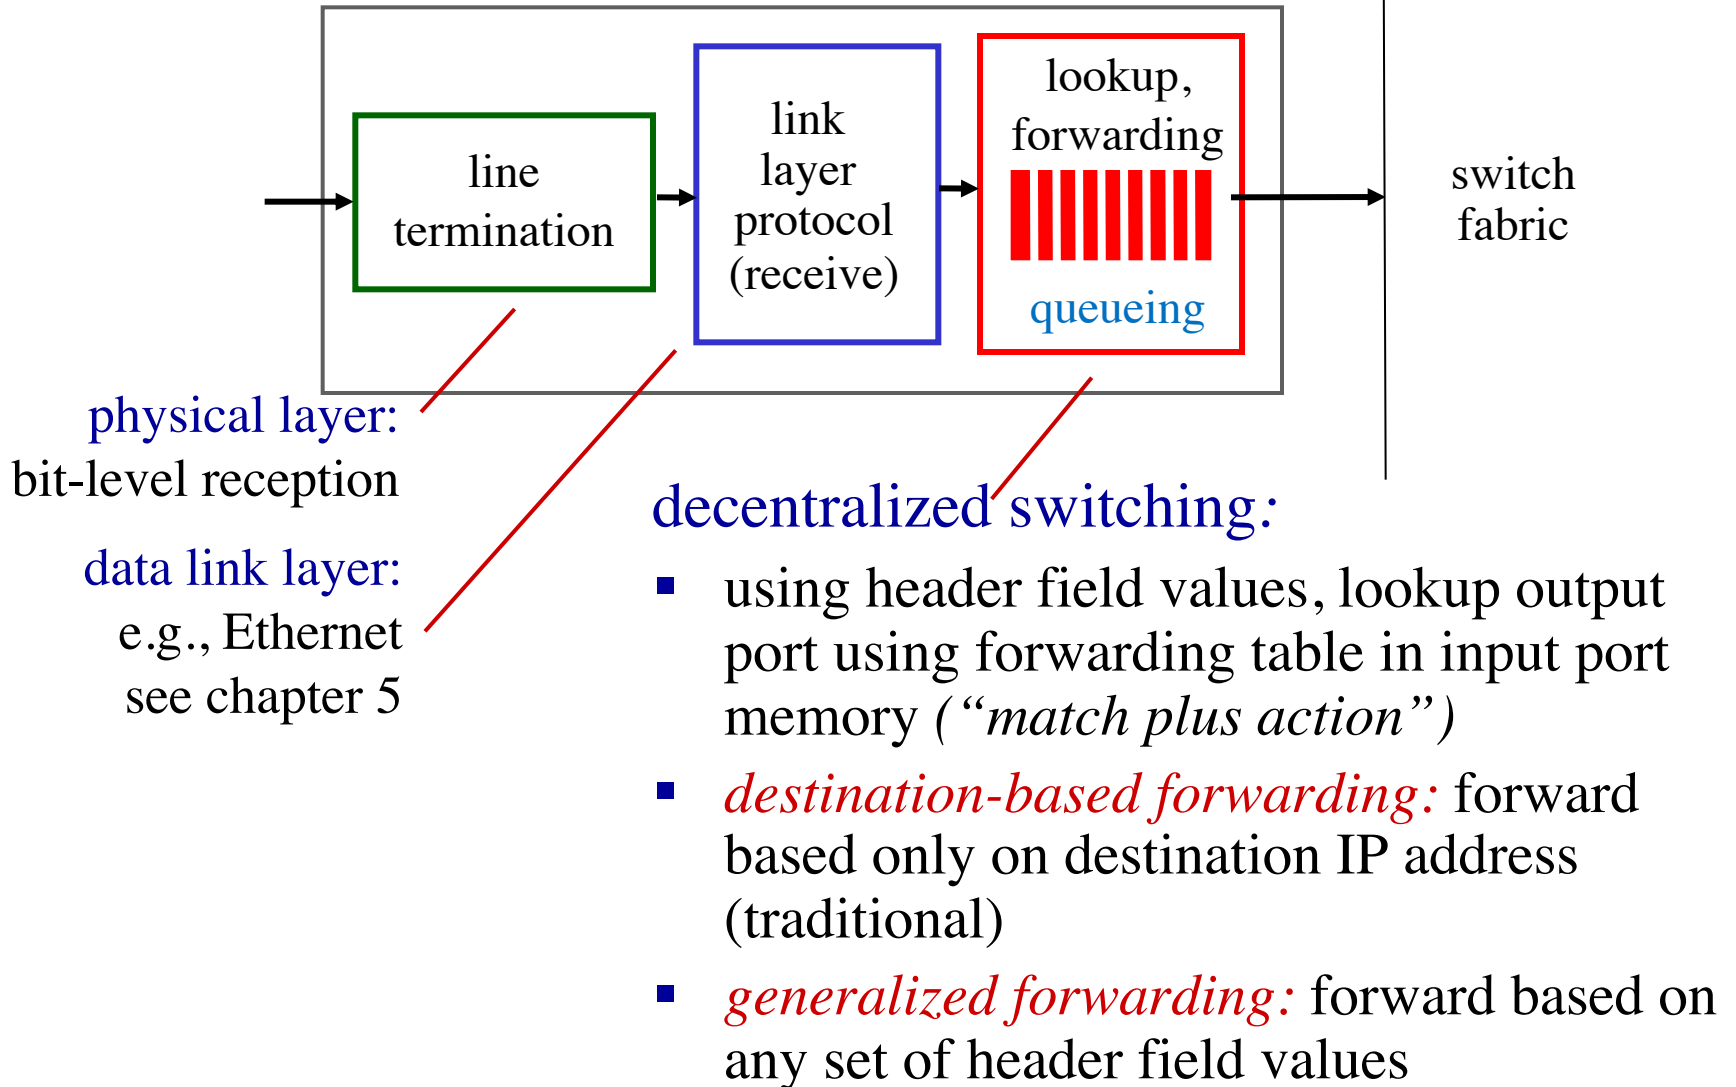 line
termination
link
layer
protocol
(receive)
lookup,
forwarding
queueing
switch
fabric
physical layer:
bit-level reception
data link layer:
e.g., Ethernet
see chapter 5
decentralized switching:
▪ using header field values, lookup output
port using forwarding table in input port
memory (“match plus action”)
▪ destination-based forwarding: forward
based only on destination IP address
(traditional)
▪ generalized forwarding: forward based on
any set of header field values